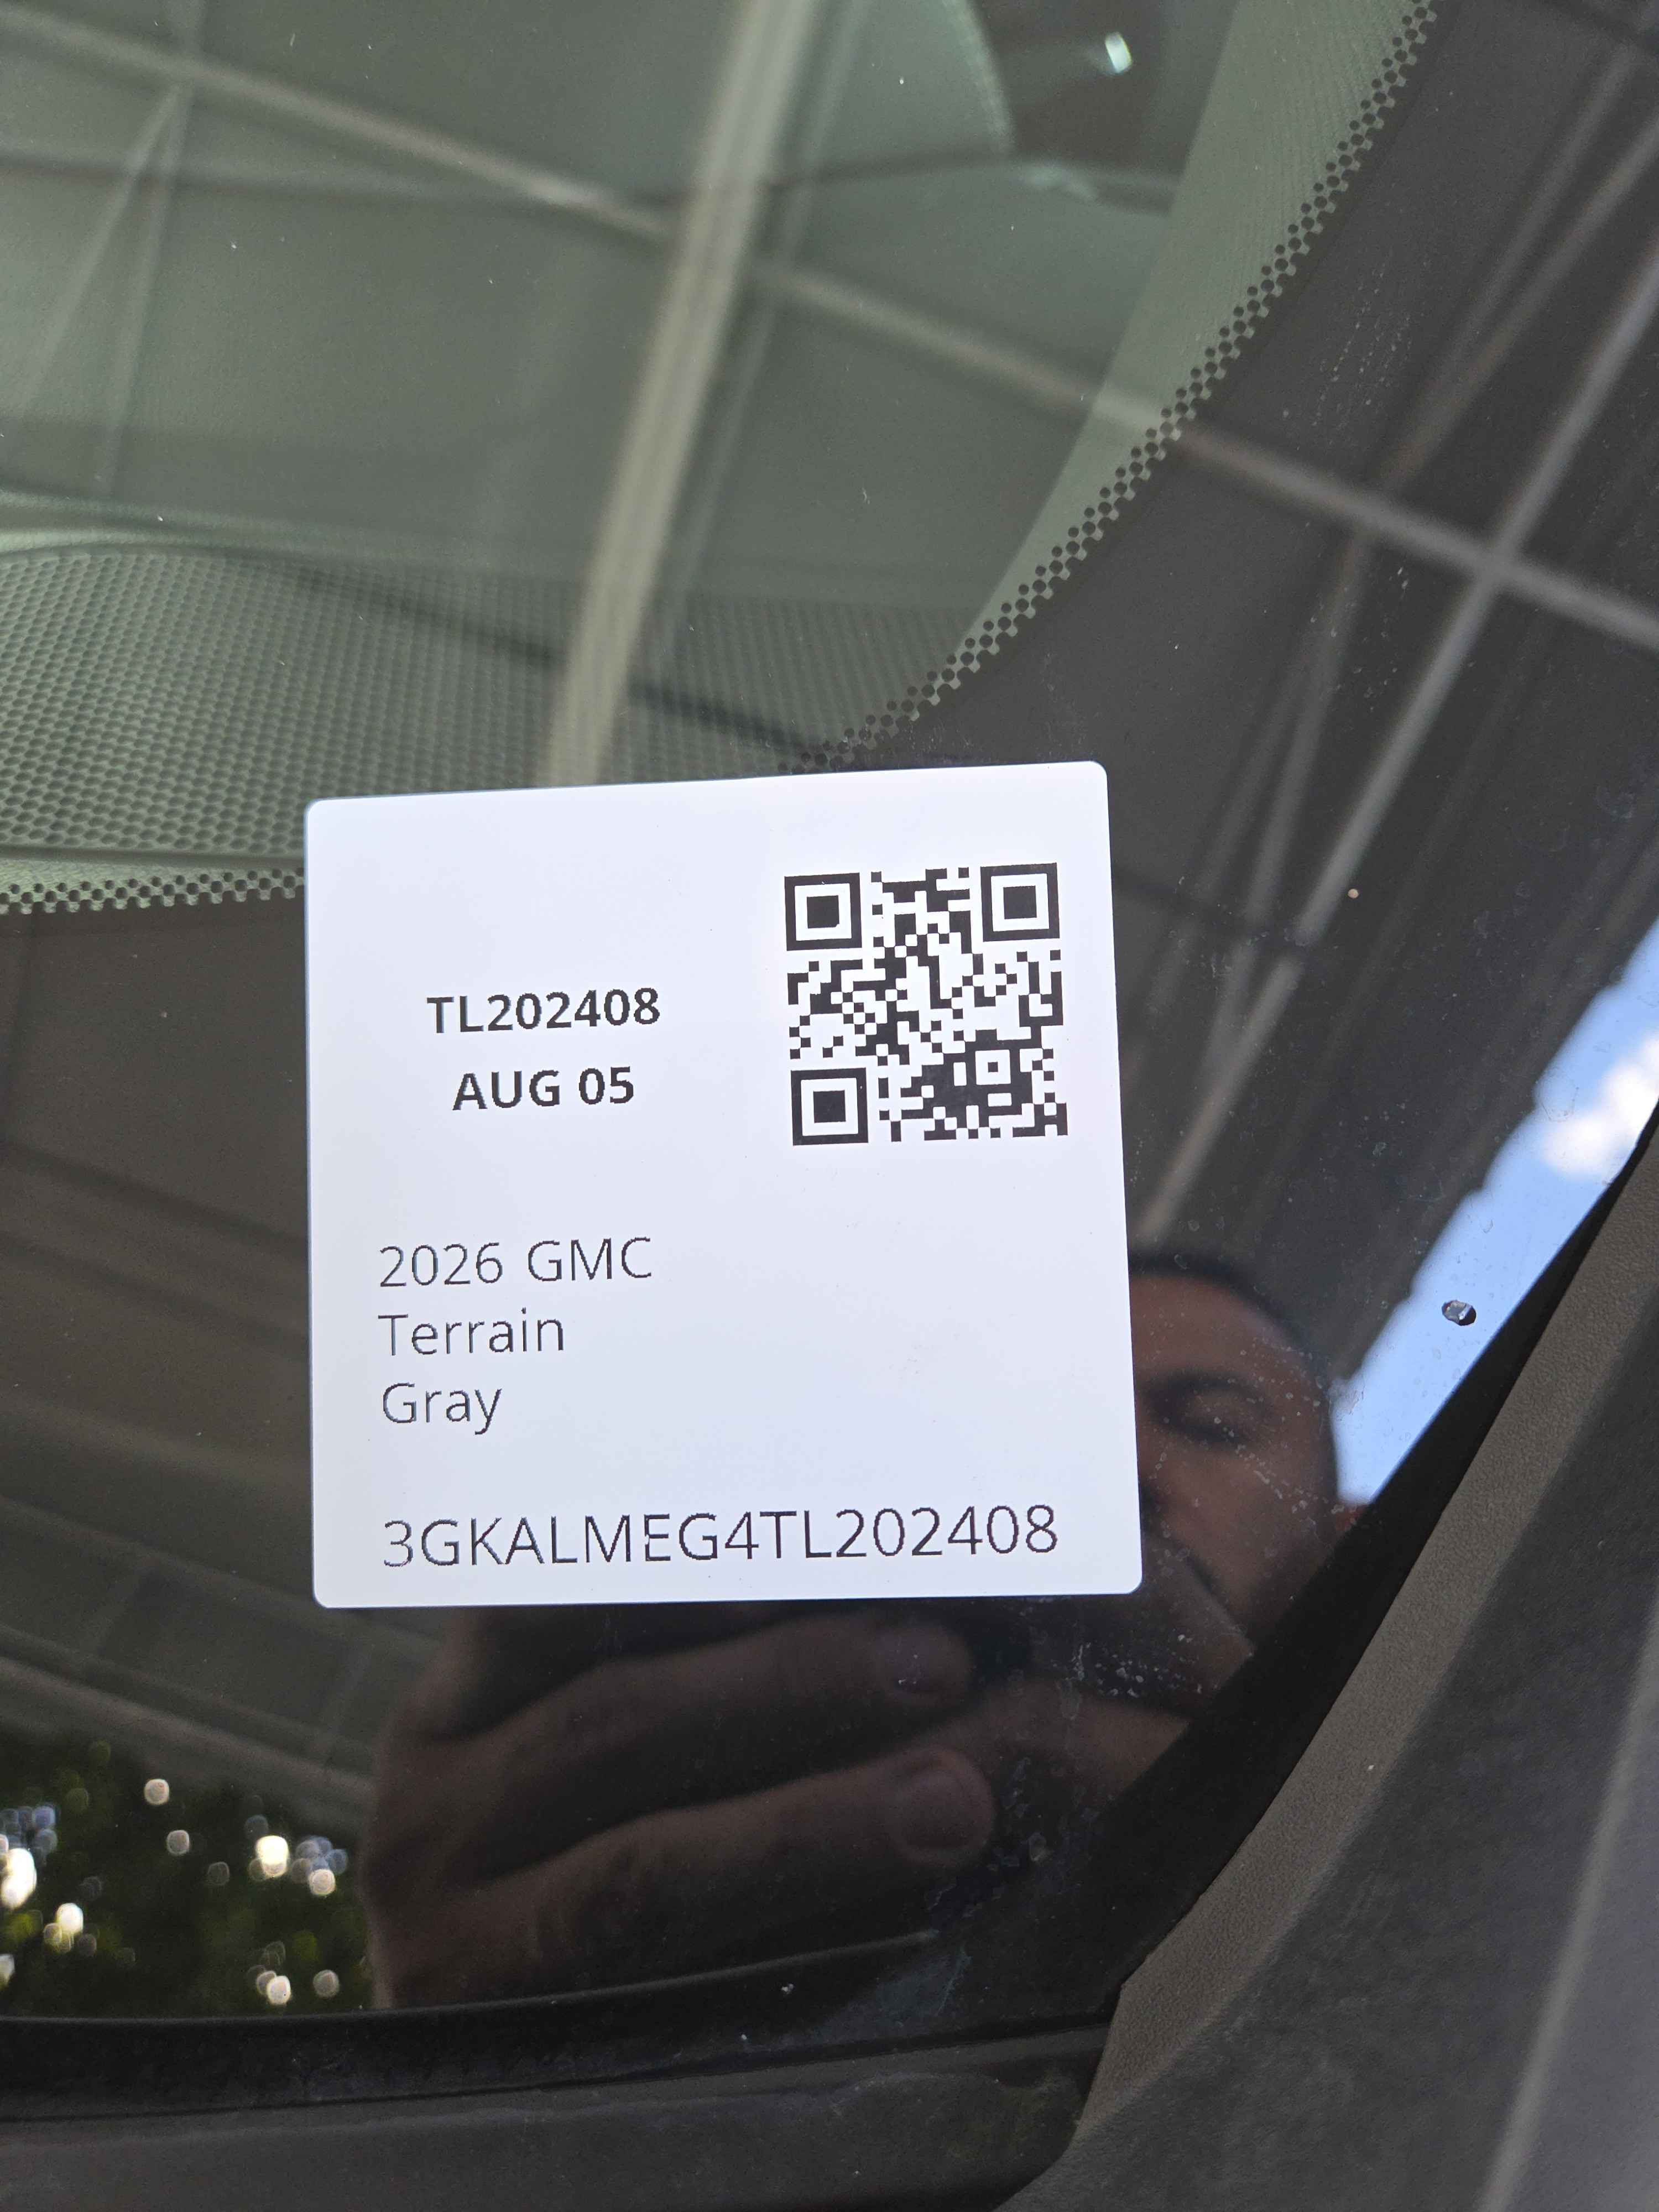 TL202408
AUG 05
2026 GMC
Terrain
Gray
3GKALMEG4TL202408